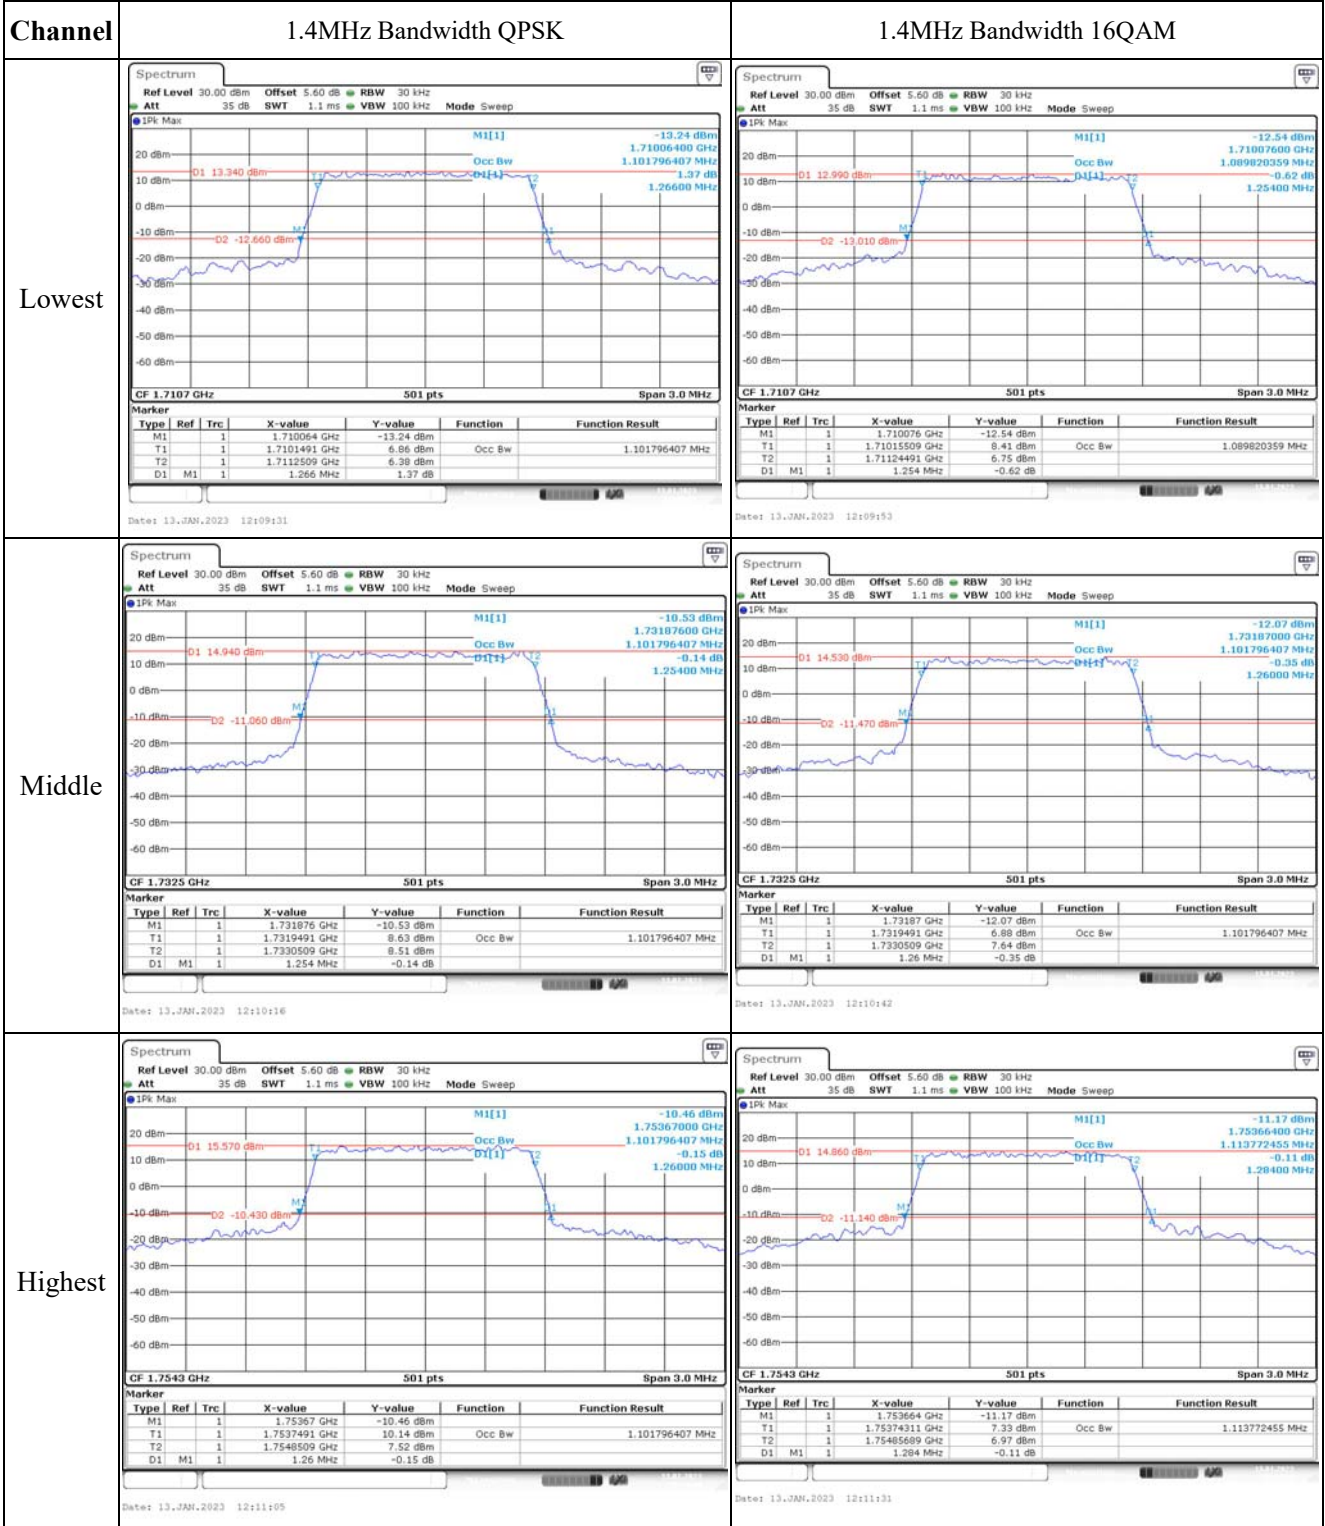 Channel 1.4MHz Bandwidth QPSK 1.4MHz Bandwidth 16QAM
Lowest
Spectrum
Ref Level 30.00 dBm Offset 5.60 dB RBW 30 kHz
Att 35 dB SWT 1.1 ms VBW 100 kHz Mode Sweep
1Pk Max
M1[1] -13.24 dBm
1.71006400 GHz
20 dBm
Occ Bw 1.101796407 MHz
D1 13.340 dBm T1 D1[1] T2 1.37 dB
10 dBm
1.26600 MHz
0 dBm
-10 dBm
M1
D2 -12.660 dBm
-20 dBm
-30 dBm
-40 dBm
-50 dBm
-60 dBm
CF 1.7107 GHz 501 pts Span 3.0 MHz
Marker
Type Ref Trc X-value Y-value Function Function Result
M1 1 1.710064 GHz -13.24 dBm
T1 1 1.7101491 GHz 6.86 dBm Occ Bw 1.101796407 MHz
T2 1 1.7112509 GHz 6.38 dBm
D1 M1 1 1.266 MHz 1.37 dB
Date: 13.JAN.2023 12:09:31
Spectrum
Ref Level 30.00 dBm Offset 5.60 dB RBW 30 kHz
Att 35 dB SWT 1.1 ms VBW 100 kHz Mode Sweep
1Pk Max
M1[1] -12.54 dBm
1.71007600 GHz
20 dBm
Occ Bw 1.089820359 MHz
D1 12.990 dBm T1 D1[1] T2 -0.62 dB
10 dBm
1.25400 MHz
0 dBm
-10 dBm
M1
D2 -13.010 dBm
-20 dBm
-30 dBm
-40 dBm
-50 dBm
-60 dBm
CF 1.7107 GHz 501 pts Span 3.0 MHz
Marker
Type Ref Trc X-value Y-value Function Function Result
M1 1 1.710076 GHz -12.54 dBm
T1 1 1.71015509 GHz 8.41 dBm Occ Bw 1.089820359 MHz
T2 1 1.71124491 GHz 6.75 dBm
D1 M1 1 1.254 MHz -0.62 dB
Date: 13.JAN.2023 12:09:53
Middle
Spectrum
Ref Level 30.00 dBm Offset 5.60 dB RBW 30 kHz
Att 35 dB SWT 1.1 ms VBW 100 kHz Mode Sweep
1Pk Max
M1[1] -10.53 dBm
1.73187600 GHz
20 dBm
Occ Bw 1.101796407 MHz
D1 14.940 dBm T1 D1[1] T2 -0.14 dB
10 dBm
1.25400 MHz
0 dBm
M1
-10 dBm
D2 -11.060 dBm
-20 dBm
-30 dBm
-40 dBm
-50 dBm
-60 dBm
CF 1.7325 GHz 501 pts Span 3.0 MHz
Marker
Type Ref Trc X-value Y-value Function Function Result
M1 1 1.731876 GHz -10.53 dBm
T1 1 1.7319491 GHz 8.63 dBm Occ Bw 1.101796407 MHz
T2 1 1.7330509 GHz 8.51 dBm
D1 M1 1 1.254 MHz -0.14 dB
Date: 13.JAN.2023 12:10:16
Spectrum
Ref Level 30.00 dBm Offset 5.60 dB RBW 30 kHz
Att 35 dB SWT 1.1 ms VBW 100 kHz Mode Sweep
1Pk Max
M1[1] -12.07 dBm
1.73187000 GHz
20 dBm
Occ Bw 1.101796407 MHz
D1 14.530 dBm T1 D1[1] T2 -0.35 dB
10 dBm
1.26000 MHz
0 dBm
M1
-10 dBm
D2 -11.470 dBm
-20 dBm
-30 dBm
-40 dBm
-50 dBm
-60 dBm
CF 1.7325 GHz 501 pts Span 3.0 MHz
Marker
Type Ref Trc X-value Y-value Function Function Result
M1 1 1.73187 GHz -12.07 dBm
T1 1 1.7319491 GHz 6.88 dBm Occ Bw 1.101796407 MHz
T2 1 1.7330509 GHz 7.64 dBm
D1 M1 1 1.26 MHz -0.35 dB
Date: 13.JAN.2023 12:10:42
Highest
Spectrum
Ref Level 30.00 dBm Offset 5.60 dB RBW 30 kHz
Att 35 dB SWT 1.1 ms VBW 100 kHz Mode Sweep
1Pk Max
M1[1] -10.46 dBm
1.75367000 GHz
20 dBm
Occ Bw 1.101796407 MHz
D1 15.570 dBm T1 D1[1] T2 -0.15 dB
10 dBm
1.26000 MHz
0 dBm
M1
-10 dBm
D2 -10.430 dBm
-20 dBm
-30 dBm
-40 dBm
-50 dBm
-60 dBm
CF 1.7543 GHz 501 pts Span 3.0 MHz
Marker
Type Ref Trc X-value Y-value Function Function Result
M1 1 1.75367 GHz -10.46 dBm
T1 1 1.7537491 GHz 10.14 dBm Occ Bw 1.101796407 MHz
T2 1 1.7548509 GHz 7.52 dBm
D1 M1 1 1.26 MHz -0.15 dB
Date: 13.JAN.2023 12:11:05
Spectrum
Ref Level 30.00 dBm Offset 5.60 dB RBW 30 kHz
Att 35 dB SWT 1.1 ms VBW 100 kHz Mode Sweep
1Pk Max
M1[1] -11.17 dBm
1.75366400 GHz
20 dBm
Occ Bw 1.113772455 MHz
D1 14.860 dBm T1 D1[1] T2 -0.11 dB
10 dBm
1.28400 MHz
0 dBm
M1
-10 dBm
D2 -11.140 dBm
-20 dBm
-30 dBm
-40 dBm
-50 dBm
-60 dBm
CF 1.7543 GHz 501 pts Span 3.0 MHz
Marker
Type Ref Trc X-value Y-value Function Function Result
M1 1 1.753664 GHz -11.17 dBm
T1 1 1.75374311 GHz 7.33 dBm Occ Bw 1.113772455 MHz
T2 1 1.75485689 GHz 6.97 dBm
D1 M1 1 1.284 MHz -0.11 dB
Date: 13.JAN.2023 12:11:31